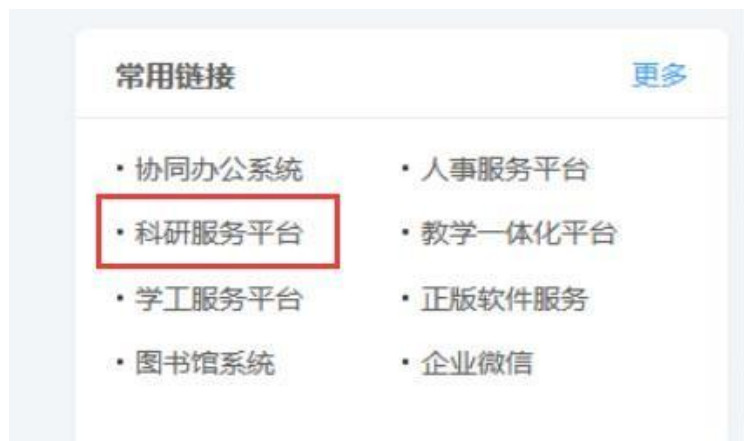 常用链接 更多
· 协同办公系统 · 人事服务平台
· 科研服务平台 · 教学一体化平台
· 学工服务平台 · 正版软件服务
· 图书馆系统 · 企业微信